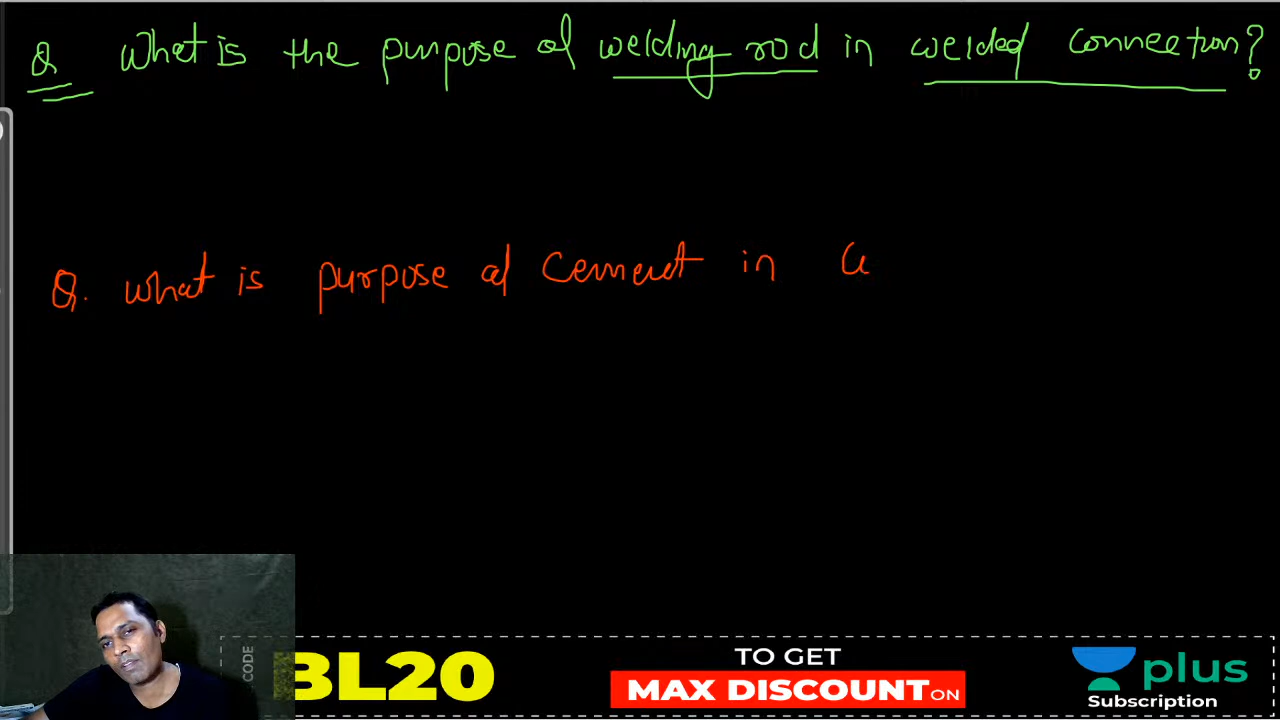 Q What is the purpose of welding rod in welded connection?
Q. what is purpose of cement in
CODE
BL20
TO GET
MAX DISCOUNT ON
plus
Subscription